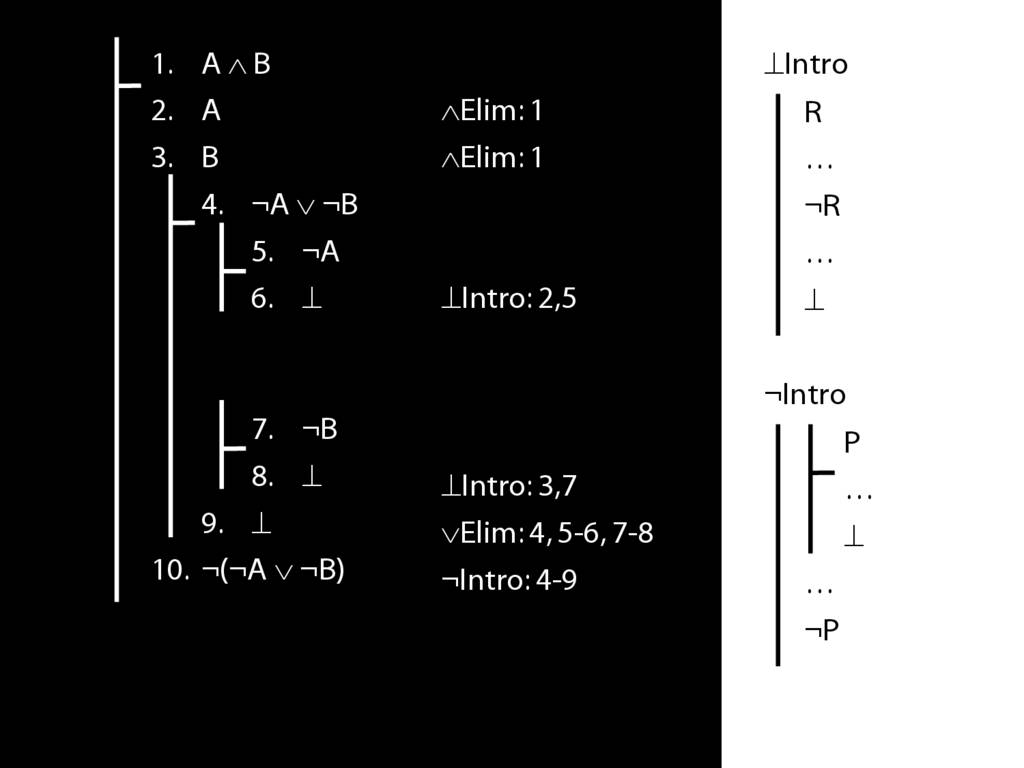 1. A ∧ B
2. A ∧Elim: 1
3. B ∧Elim: 1
4. ¬A ∨ ¬B
5. ¬A
6. ⊥ ⊥Intro: 2,5
7. ¬B
8. ⊥ ⊥Intro: 3,7
9. ⊥ ∨Elim: 4, 5-6, 7-8
10. ¬(¬A ∨ ¬B) ¬Intro: 4-9
⊥Intro
R
...
¬R
...
⊥
¬Intro
P
...
⊥
...
¬P